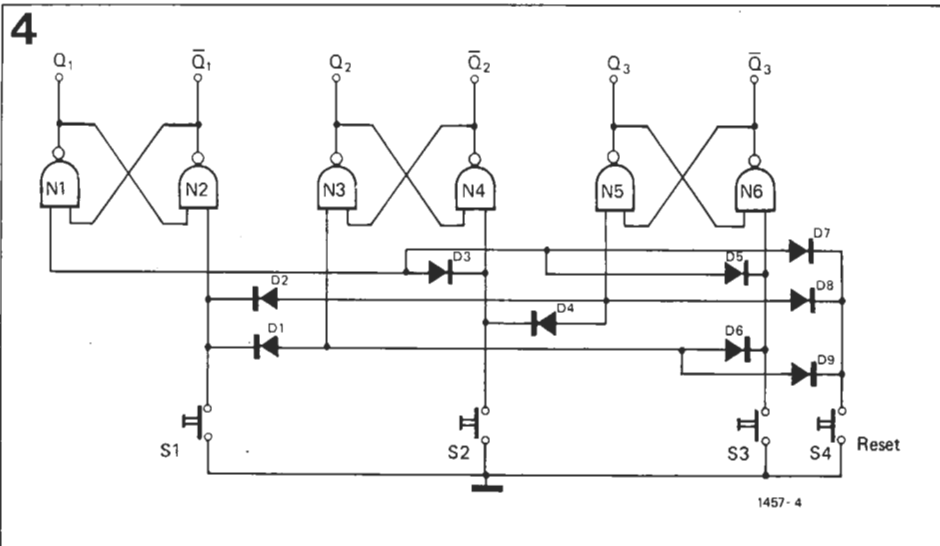 4
Q1 Q̄1 Q2 Q̄2 Q3 Q̄3
N1 N2 N3 N4 N5 N6
D7
D3 D5
D2 D8
D4
D1 D6
D9
S1 S2 S3 S4 Reset
1457-4